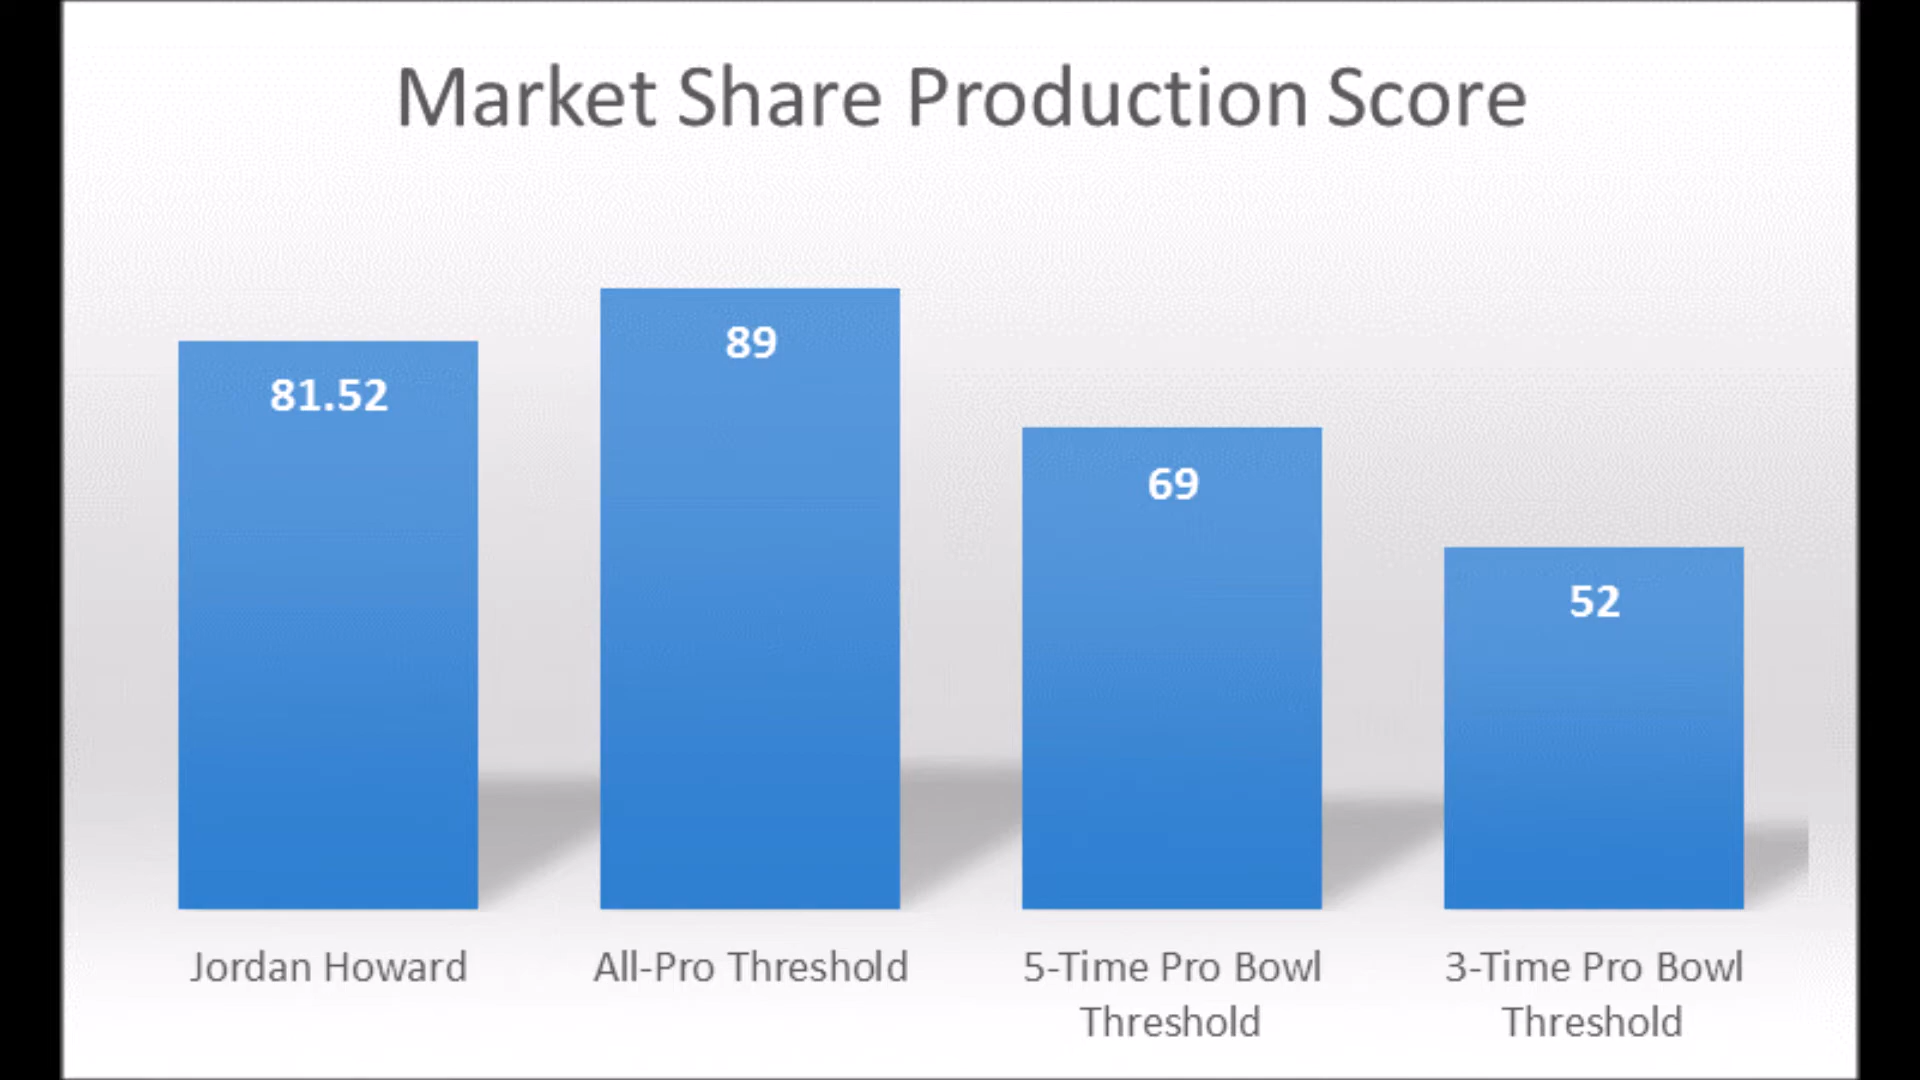 Market Share Production Score
81.52
89
69
52
Jordan Howard
All-Pro Threshold
5-Time Pro Bowl
Threshold
3-Time Pro Bowl
Threshold